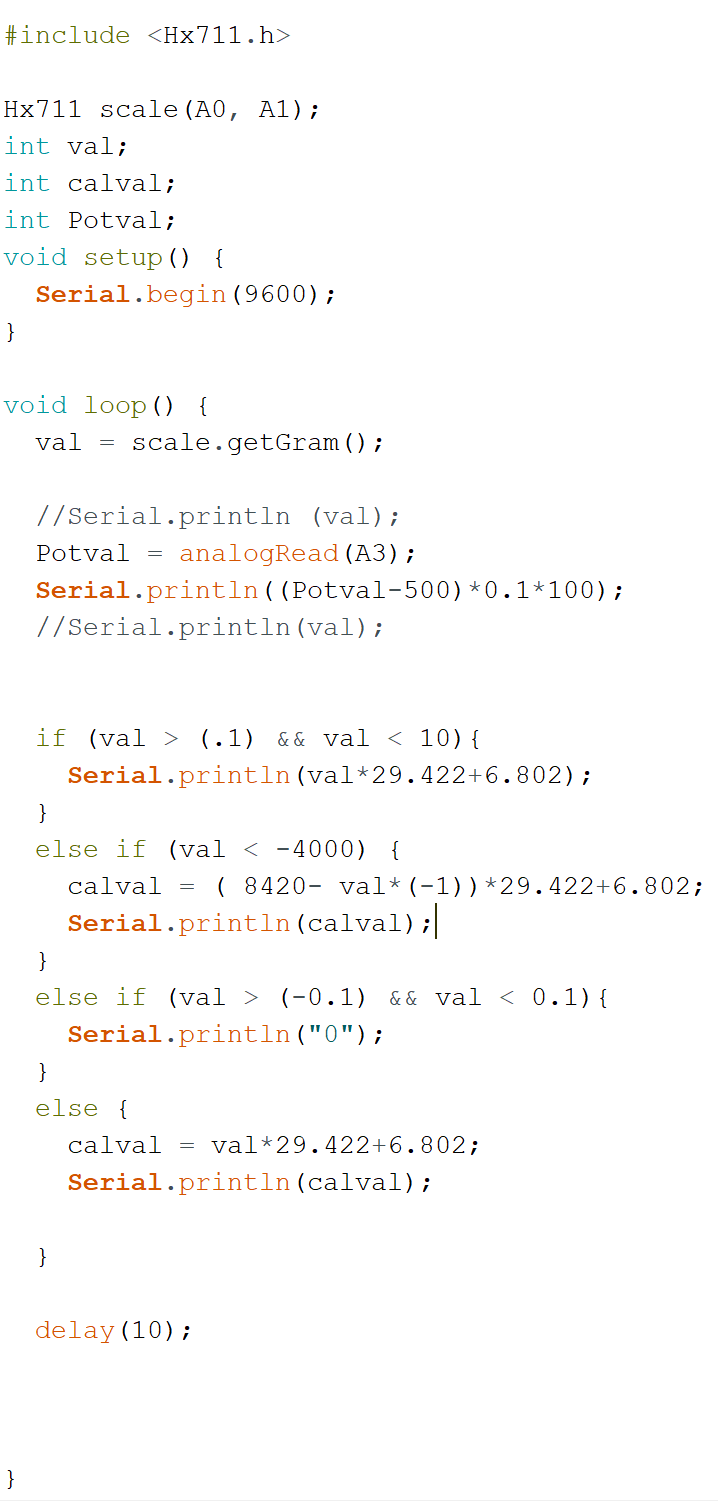 #include <Hx711.h>

Hx711 scale(A0, A1);
int val;
int calval;
int Potval;
void setup() {
  Serial.begin(9600);
}

void loop() {
  val = scale.getGram();

  //Serial.println (val);
  Potval = analogRead(A3);
  Serial.println((Potval-500)*0.1*100);
  //Serial.println(val);


  if (val > (.1) && val < 10){
    Serial.println(val*29.422+6.802);
  }
  else if (val < -4000) {
    calval = ( 8420- val*(-1))*29.422+6.802;
    Serial.println(calval);
  }
  else if (val > (-0.1) && val < 0.1){
    Serial.println("0");
  }
  else {
    calval = val*29.422+6.802;
    Serial.println(calval);

  }

  delay(10);



}